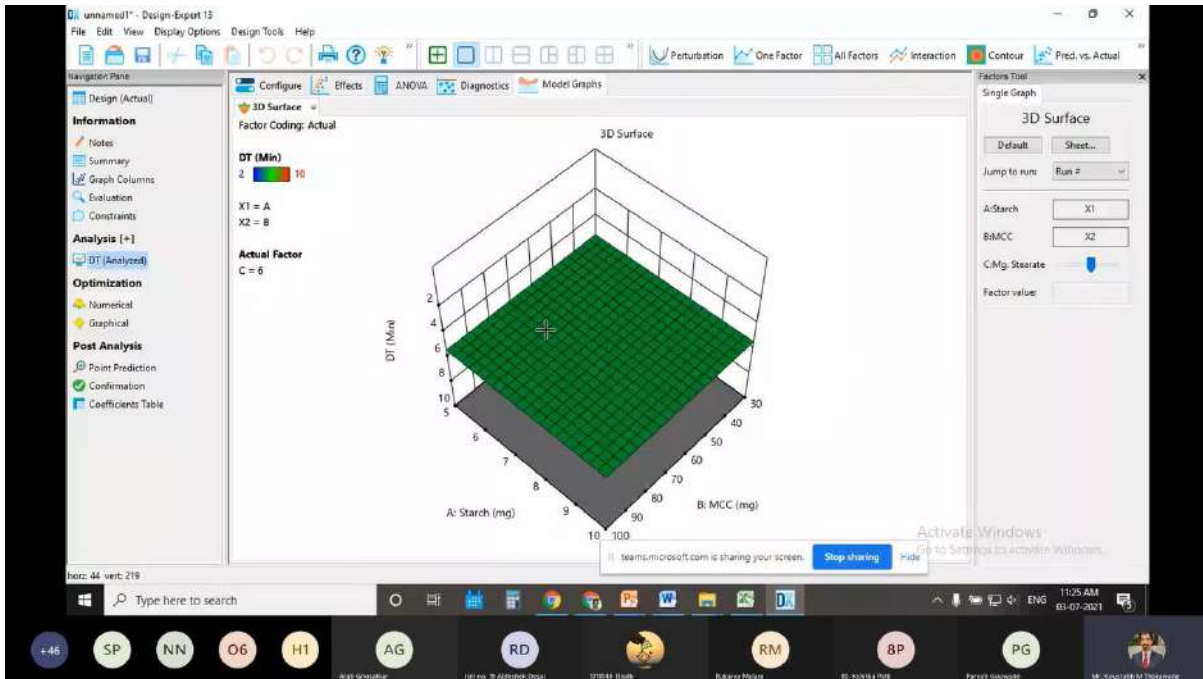 unnamed1* - Design-Expert 13
File Edit View Display Options Design Tools Help
Perturbation One Factor All Factors Interaction Contour Pred. vs. Actual
Navigation Pane
Design (Actual)
Information
Notes
Summary
Graph Columns
Evaluation
Constraints
Analysis [+]
DT (Analyzed)
Optimization
Numerical
Graphical
Post Analysis
Point Prediction
Confirmation
Coefficients Table
Configure Effects ANOVA Diagnostics Model Graphs
3D Surface
Factor Coding: Actual
DT (Min)
2 10
X1 = A
X2 = B
Actual Factor
C = 6
3D Surface
DT (Min)
2
4
6
8
10
5
6
7
8
9
10
A: Starch (mg)
100
90
80
70
60
50
40
30
B: MCC (mg)
Factors Tool
Single Graph
3D Surface
Default Sheet...
Jump to run: Run #
A:Starch X1
B:MCC X2
C:Mg. Stearate
Factor value:
Activate Windows
Go to Settings to activate Windows.
teams.microsoft.com is sharing your screen. Stop sharing Hide
horz: 44 vert: 219
Type here to search
ENG 11:25 AM
03-07-2021
+46 SP NN O6 H1 AG RD RM BP PG